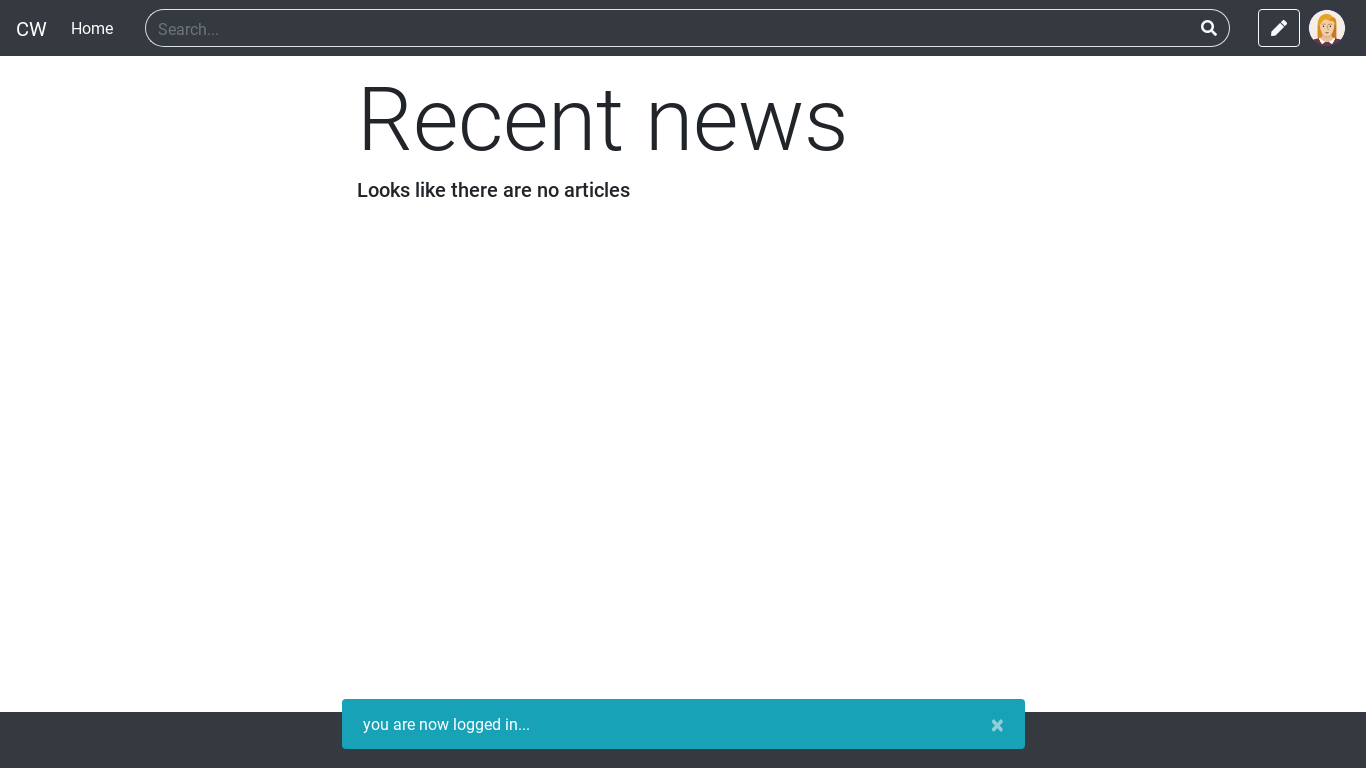 CW Home Search...
Recent news
Looks like there are no articles
you are now logged in... ×